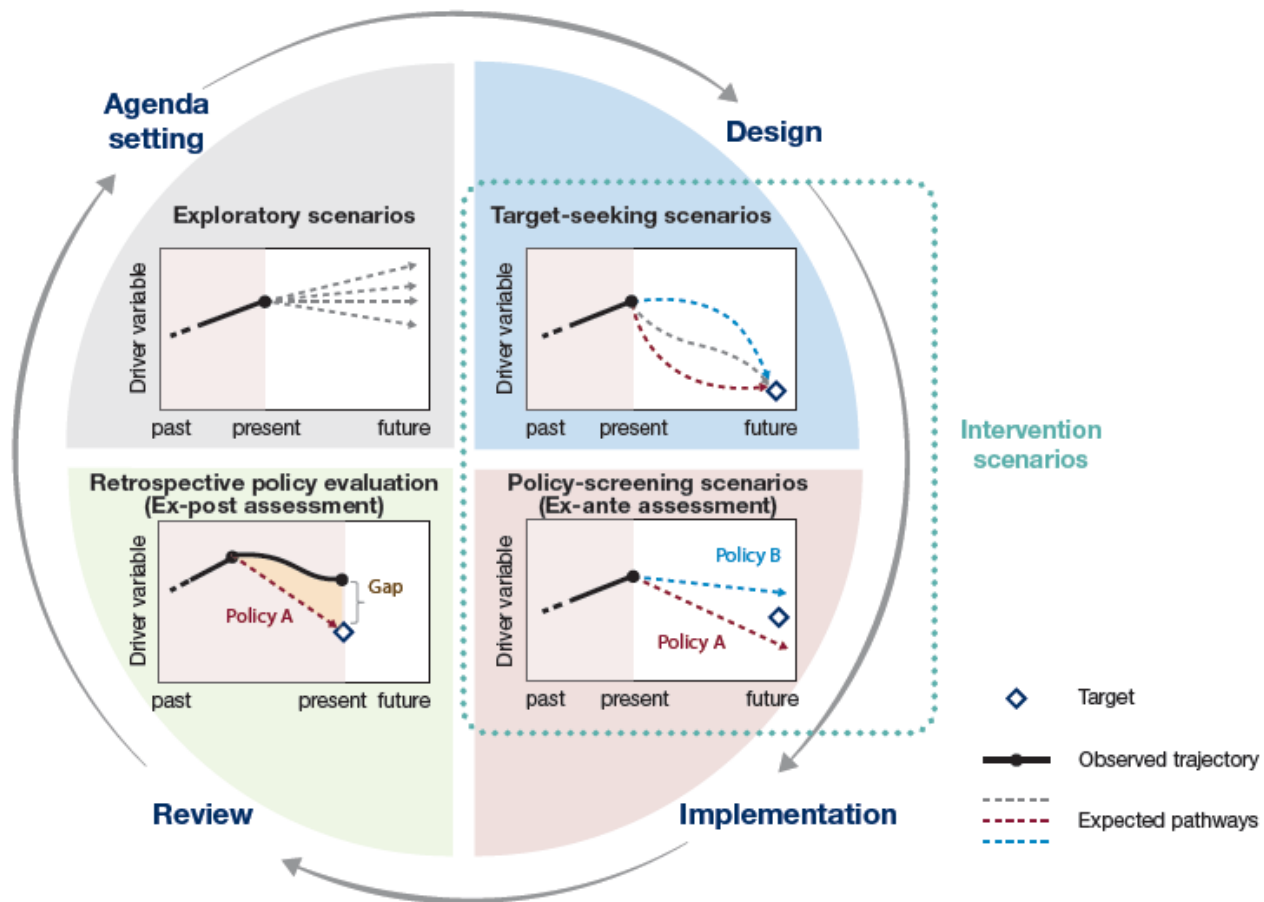 Agenda
setting
Design
Exploratory scenarios
Driver variable
past present future
Target-seeking scenarios
Driver variable
past present future
Intervention
scenarios
Retrospective policy evaluation
(Ex-post assessment)
Driver variable
Policy A
Gap
past present future
Policy-screening scenarios
(Ex-ante assessment)
Driver variable
Policy B
Policy A
past present future
Target
Observed trajectory
Expected pathways
Review
Implementation